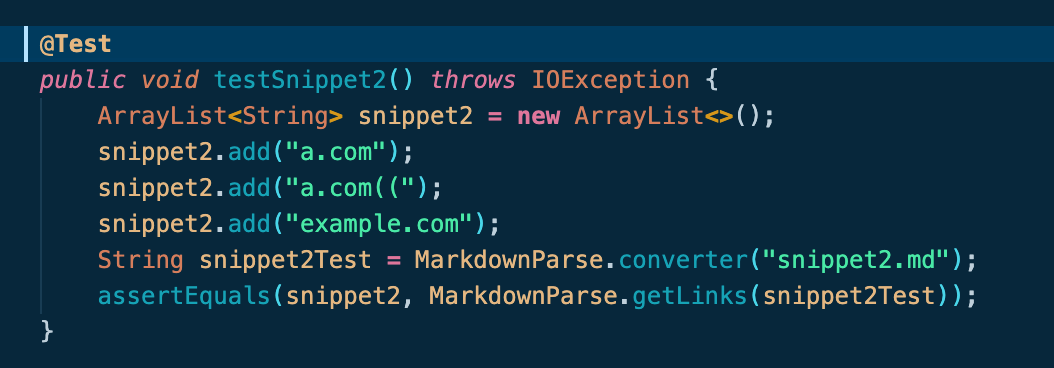 @Test
public void testSnippet2() throws IOException {
    ArrayList<String> snippet2 = new ArrayList<>();
    snippet2.add("a.com");
    snippet2.add("a.com((");
    snippet2.add("example.com");
    String snippet2Test = MarkdownParse.converter("snippet2.md");
    assertEquals(snippet2, MarkdownParse.getLinks(snippet2Test));
}